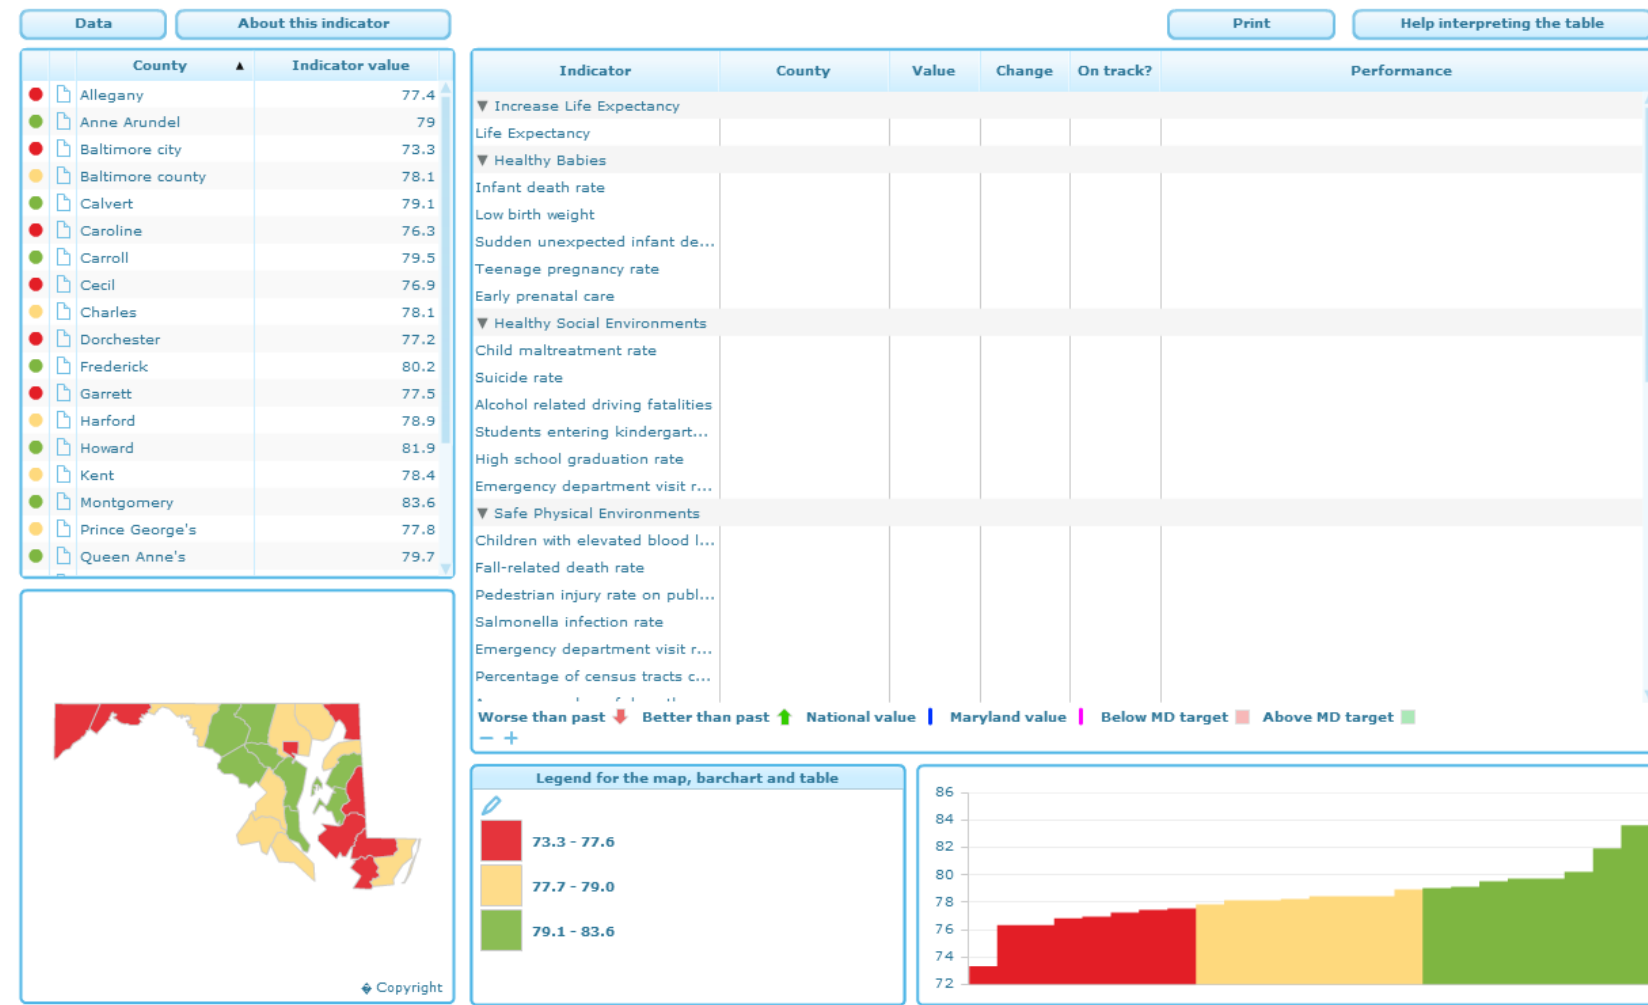 Data
About this indicator
Print
Help interpreting the table
County ▲ Indicator value
Allegany 77.4
Anne Arundel 79
Baltimore city 73.3
Baltimore county 78.1
Calvert 79.1
Caroline 76.3
Carroll 79.5
Cecil 76.9
Charles 78.1
Dorchester 77.2
Frederick 80.2
Garrett 77.5
Harford 78.9
Howard 81.9
Kent 78.4
Montgomery 83.6
Prince George's 77.8
Queen Anne's 79.7
Indicator County Value Change On track? Performance
▼ Increase Life Expectancy
Life Expectancy
▼ Healthy Babies
Infant death rate
Low birth weight
Sudden unexpected infant de...
Teenage pregnancy rate
Early prenatal care
▼ Healthy Social Environments
Child maltreatment rate
Suicide rate
Alcohol related driving fatalities
Students entering kindergart...
High school graduation rate
Emergency department visit r...
▼ Safe Physical Environments
Children with elevated blood l...
Fall-related death rate
Pedestrian injury rate on publ...
Salmonella infection rate
Emergency department visit r...
Percentage of census tracts c...
Worse than past Better than past National value Maryland value Below MD target Above MD target
− +
� Copyright
Legend for the map, barchart and table
73.3 - 77.6
77.7 - 79.0
79.1 - 83.6
86
84
82
80
78
76
74
72